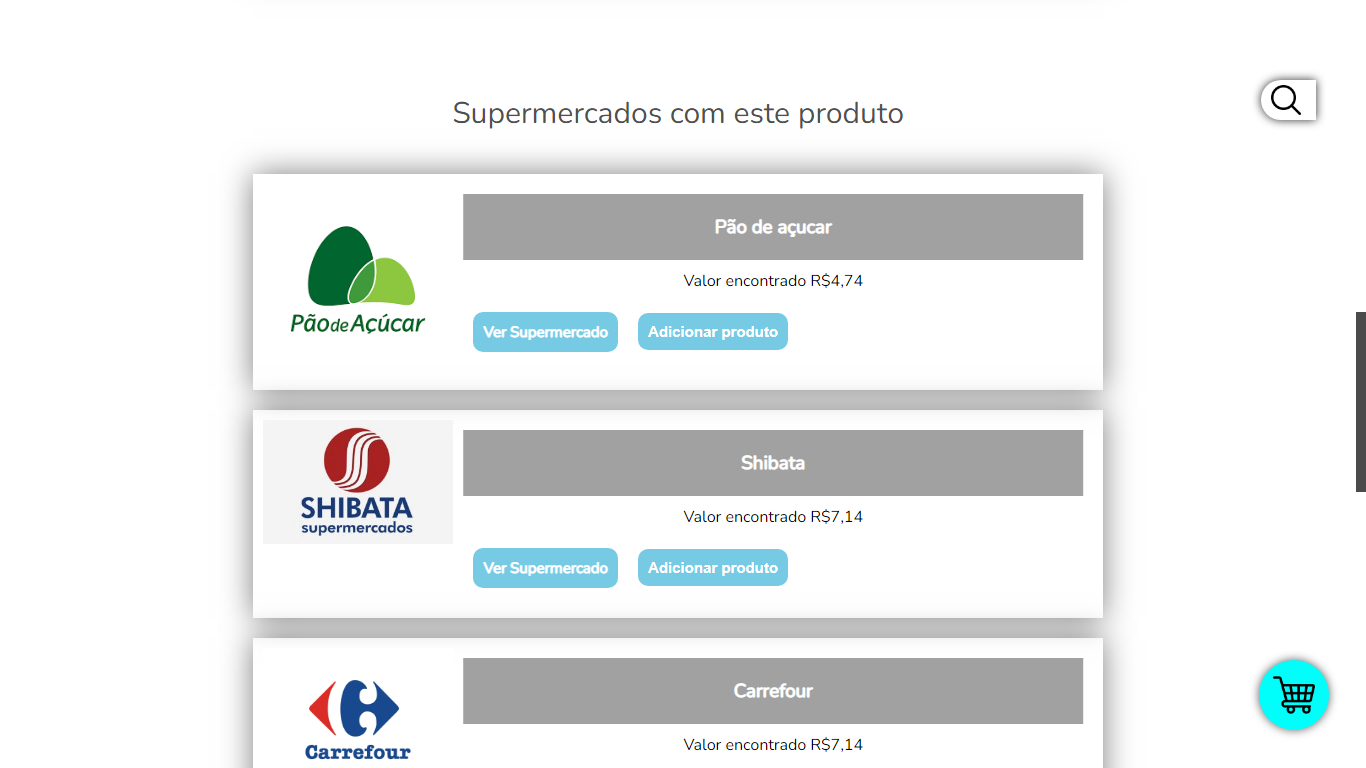 Supermercados com este produto
Pão de açucar
Pão de Açúcar
Valor encontrado R$4,74
Ver Supermercado
Adicionar produto
Shibata
SHIBATA
supermercados
Valor encontrado R$7,14
Ver Supermercado
Adicionar produto
Carrefour
Carrefour
Valor encontrado R$7,14